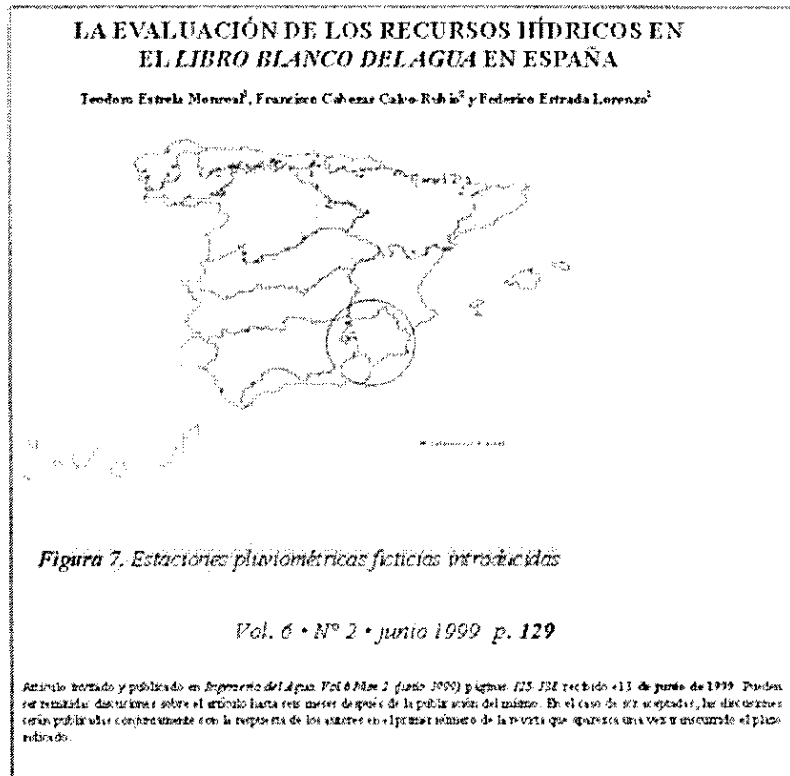 LA EVALUACIÓN DE LOS RECURSOS HÍDRICOS EN
EL LIBRO BLANCO DEL AGUA EN ESPAÑA
Teodoro Estrela Monreal¹, Francisco Cabezas Calvo-Rubio² y Federico Estrada Lorenzo¹
Figura 7. Estaciones pluviométricas ficticias introducidas
Vol. 6 • Nº 2 • junio 1999 p. 129
Artículo invitado y publicado en Ingeniería del Agua. Vol.6 Num.2 (junio 1999) páginas 125-138 recibido el 3 de junio de 1999. Pueden
ser remitidas discusiones sobre el artículo hasta seis meses después de la publicación del mismo. En el caso de ser aceptadas, las discusiones
serán publicadas conjuntamente con la respuesta de los autores en el primer número de la revista que aparezca una vez transcurrido el plazo
indicado.